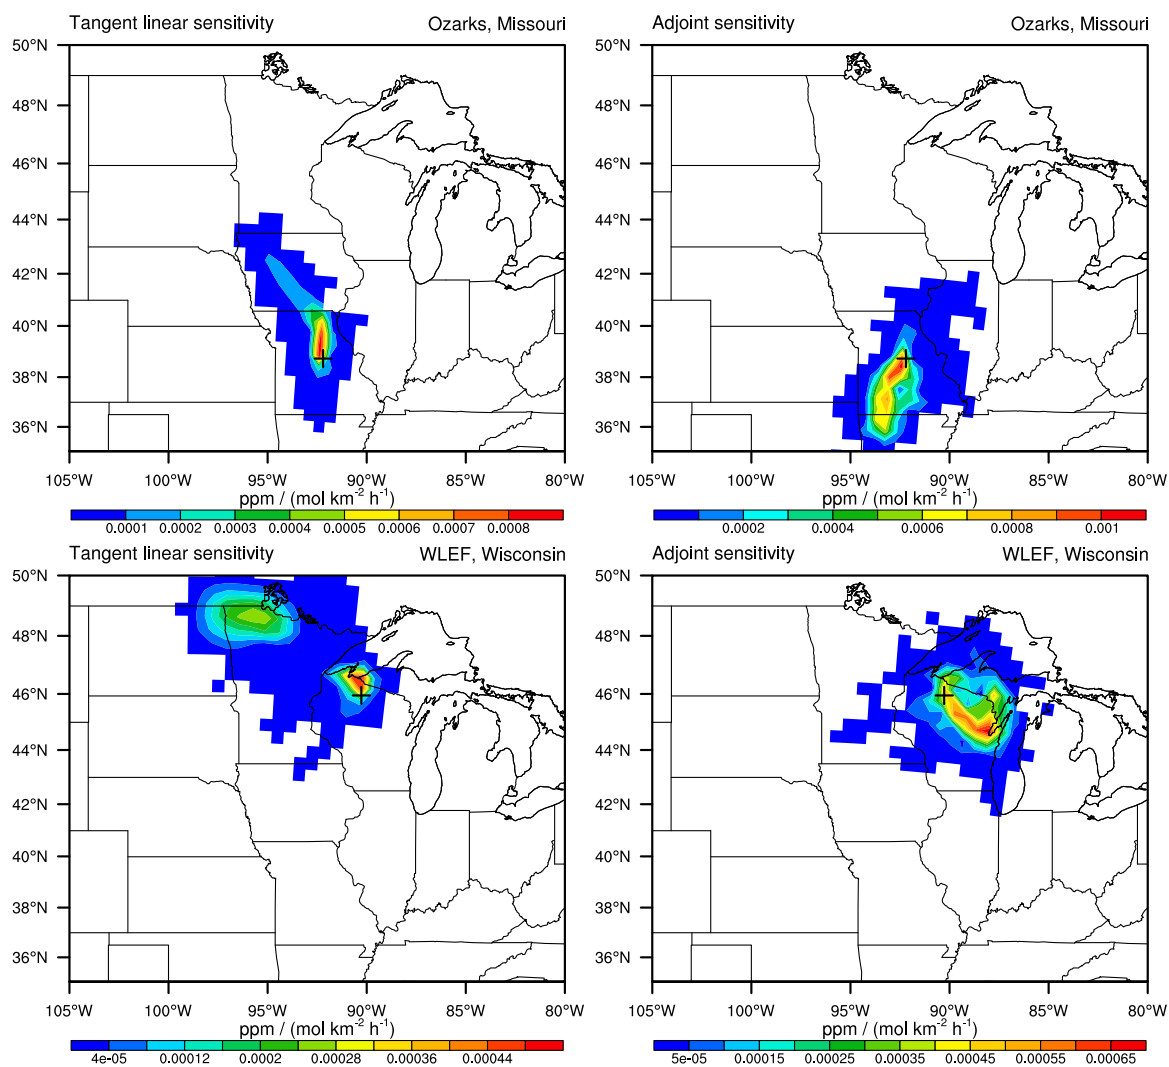 Tangent linear sensitivity Ozarks, Missouri
50°N
48°N
46°N
44°N
42°N
40°N
38°N
36°N
105°W 100°W 95°W 90°W 85°W 80°W
ppm / (mol km⁻² h⁻¹)
0.0001 0.0002 0.0003 0.0004 0.0005 0.0006 0.0007 0.0008
Adjoint sensitivity Ozarks, Missouri
50°N
48°N
46°N
44°N
42°N
40°N
38°N
36°N
105°W 100°W 95°W 90°W 85°W 80°W
ppm / (mol km⁻² h⁻¹)
0.0002 0.0004 0.0006 0.0008 0.001
Tangent linear sensitivity WLEF, Wisconsin
50°N
48°N
46°N
44°N
42°N
40°N
38°N
36°N
105°W 100°W 95°W 90°W 85°W 80°W
ppm / (mol km⁻² h⁻¹)
4e-05 0.00012 0.0002 0.00028 0.00036 0.00044
Adjoint sensitivity WLEF, Wisconsin
50°N
48°N
46°N
44°N
42°N
40°N
38°N
36°N
105°W 100°W 95°W 90°W 85°W 80°W
ppm / (mol km⁻² h⁻¹)
5e-05 0.00015 0.00025 0.00035 0.00045 0.00055 0.00065